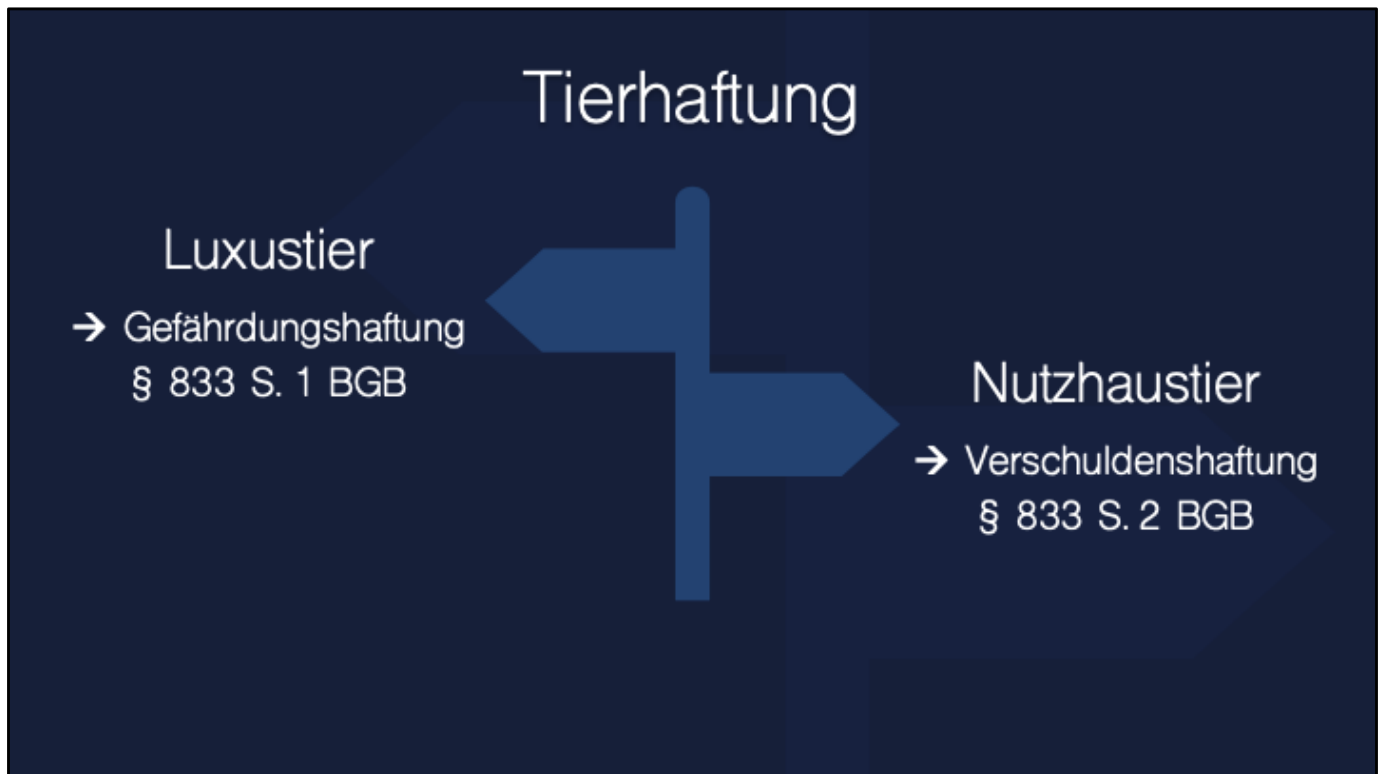 Tierhaftung
Luxustier
→ Gefährdungshaftung
§ 833 S. 1 BGB
Nutzhaustier
→ Verschuldenshaftung
§ 833 S. 2 BGB